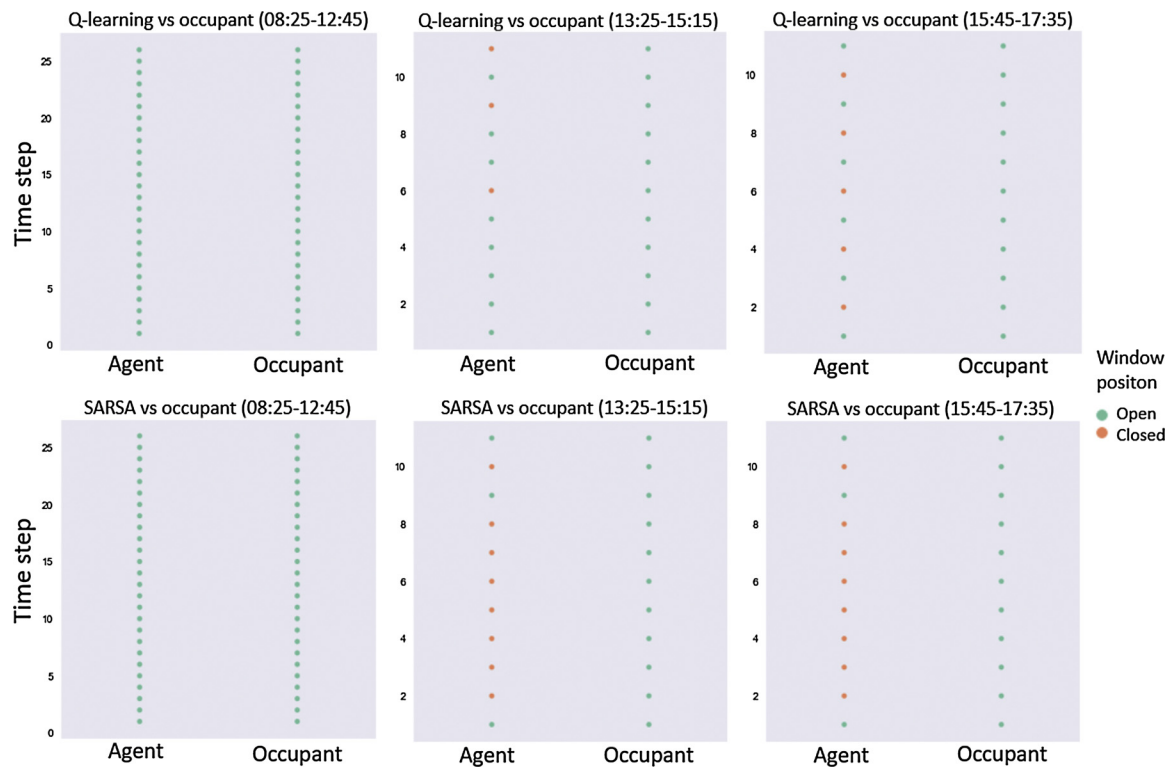 Q-learning vs occupant (08:25-12:45)
Q-learning vs occupant (13:25-15:15)
Q-learning vs occupant (15:45-17:35)
Time step
25
20
15
10
5
0
10
8
6
4
2
10
8
6
4
2
Agent
Occupant
Agent
Occupant
Agent
Occupant
Window
positon
Open
Closed
SARSA vs occupant (08:25-12:45)
SARSA vs occupant (13:25-15:15)
SARSA vs occupant (15:45-17:35)
Time step
25
20
15
10
5
0
10
8
6
4
2
10
8
6
4
2
Agent
Occupant
Agent
Occupant
Agent
Occupant